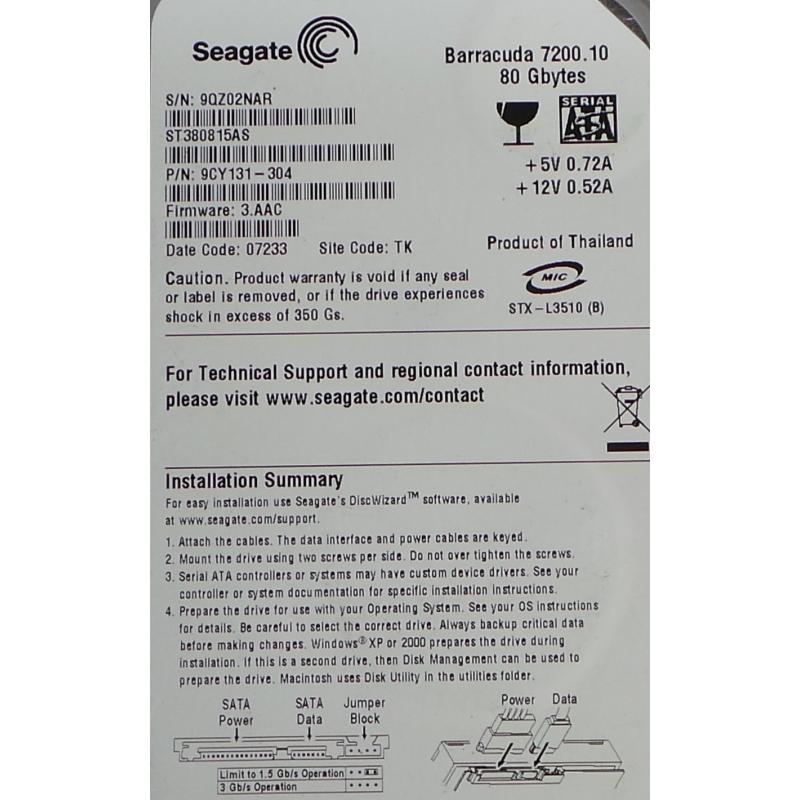 Seagate
Barracuda 7200.10
80 Gbytes
S/N: 9QZ02NAR
ST380815AS
P/N: 9CY131-304
Firmware: 3.AAC
Date Code: 07233 Site Code: TK
SERIAL
ATA
+5V 0.72A
+12V 0.52A
Product of Thailand
MIC
STX-L3510 (B)
Caution. Product warranty is void if any seal
or label is removed, or if the drive experiences
shock in excess of 350 Gs.
For Technical Support and regional contact information,
please visit www.seagate.com/contact
Installation Summary
For easy installation use Seagate's DiscWizard™ software, available
at www.seagate.com/support.
1. Attach the cables. The data interface and power cables are keyed.
2. Mount the drive using two screws per side. Do not over tighten the screws.
3. Serial ATA controllers or systems may have custom device drivers. See your
controller or system documentation for specific installation instructions.
4. Prepare the drive for use with your Operating System. See your OS instructions
for details. Be careful to select the correct drive. Always backup critical data
before making changes. Windows® XP or 2000 prepares the drive during
installation. If this is a second drive, then Disk Management can be used to
prepare the drive. Macintosh uses Disk Utility in the utilities folder.
SATA Power
SATA Data
Jumper Block
Power Data
Limit to 1.5 Gb/s Operation
3 Gb/s Operation